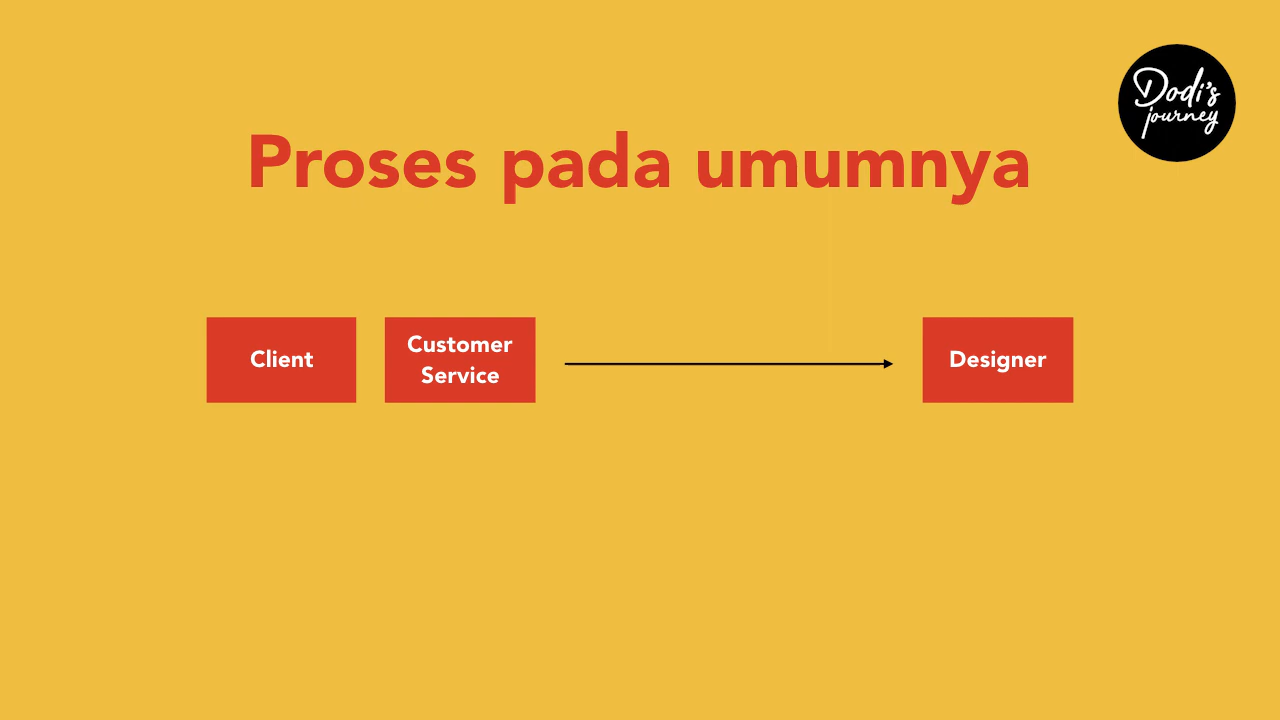 Dodi's
journey
Proses pada umumnya
Client
Customer
Service
Designer